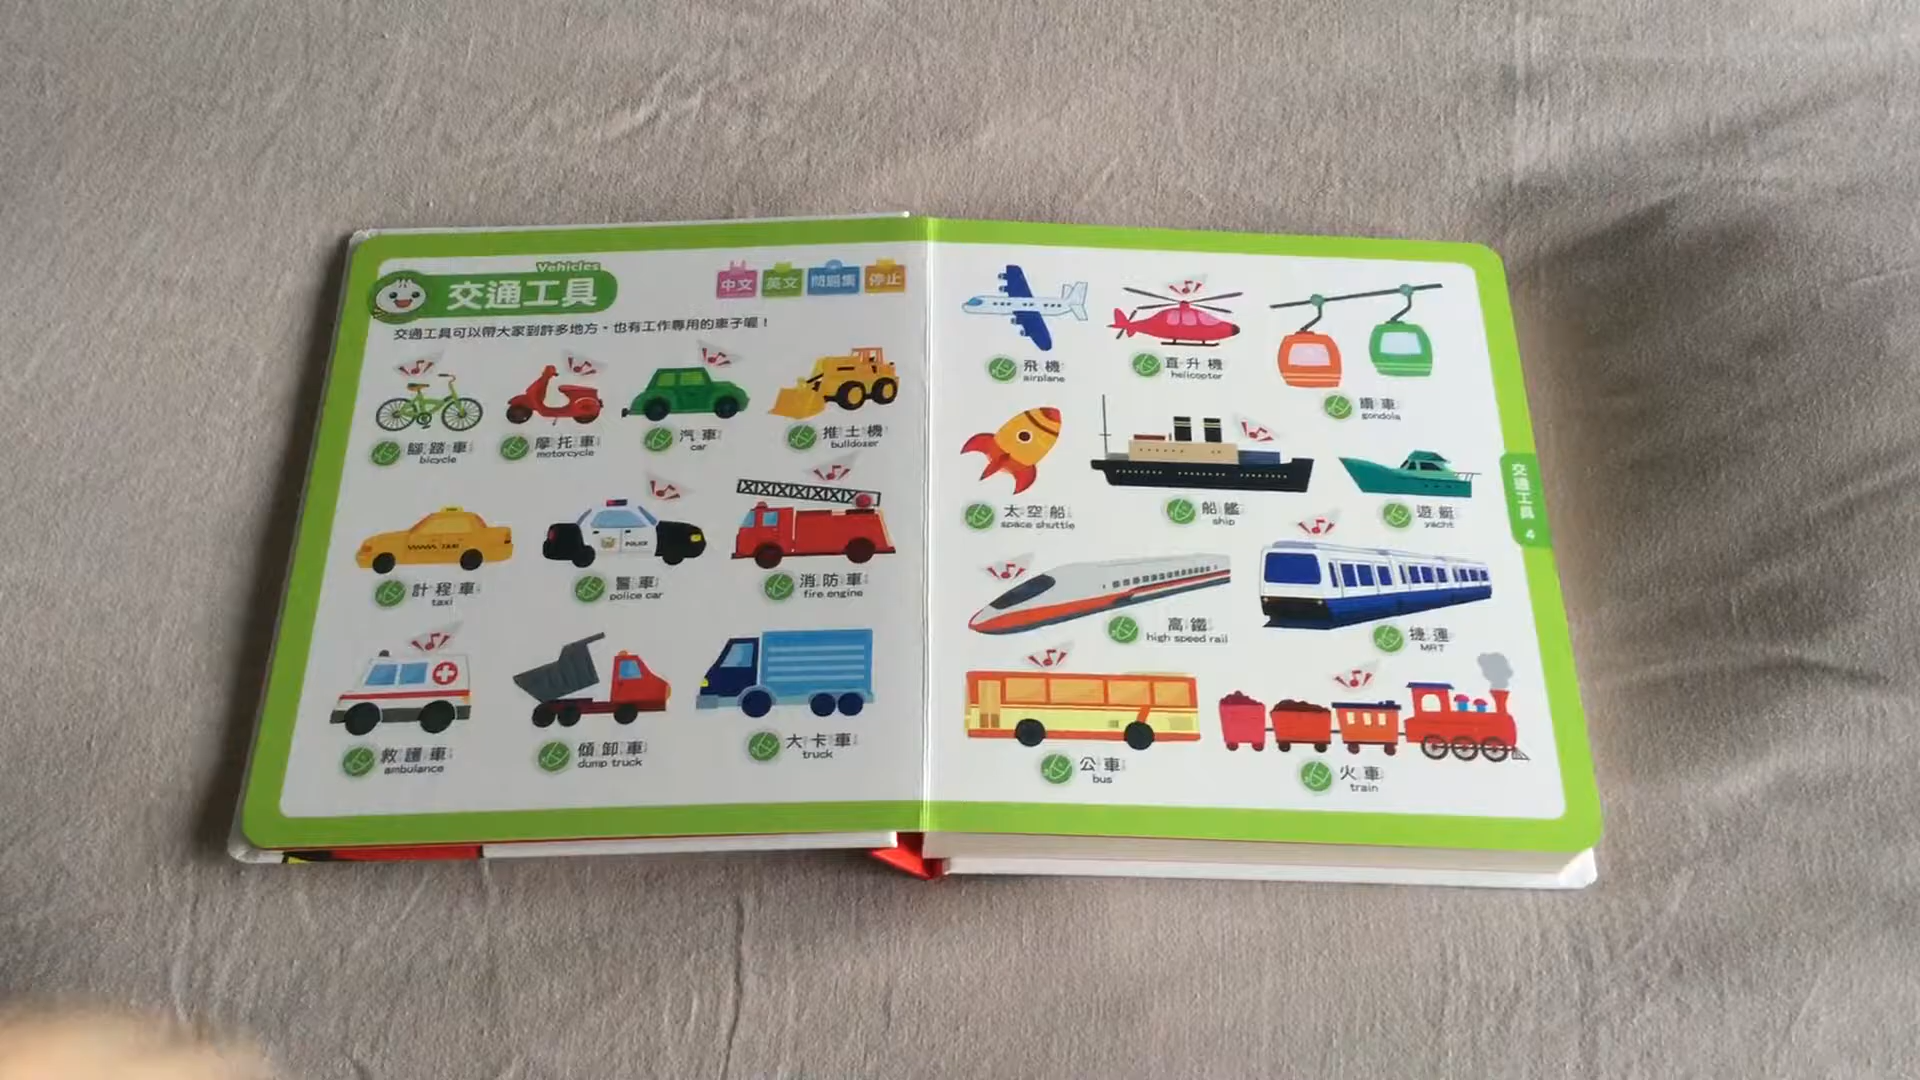 Vehicles
交通工具
中文 英文 問題集 停止
交通工具可以帶大家到許多地方，也有工作專用的車子喔！
腳踏車
bicycle
摩托車
motorcycle
汽車
car
推土機
bulldozer
TAXI
計程車
taxi
POLICE
警車
police car
消防車
fire engine
救護車
ambulance
傾卸車
dump truck
大卡車
truck
飛機
airplane
直升機
helicopter
纜車
gondola
太空船
space shuttle
船艦
ship
遊艇
yacht
高鐵
high speed rail
捷運
MRT
公車
bus
火車
train
交通工具
4